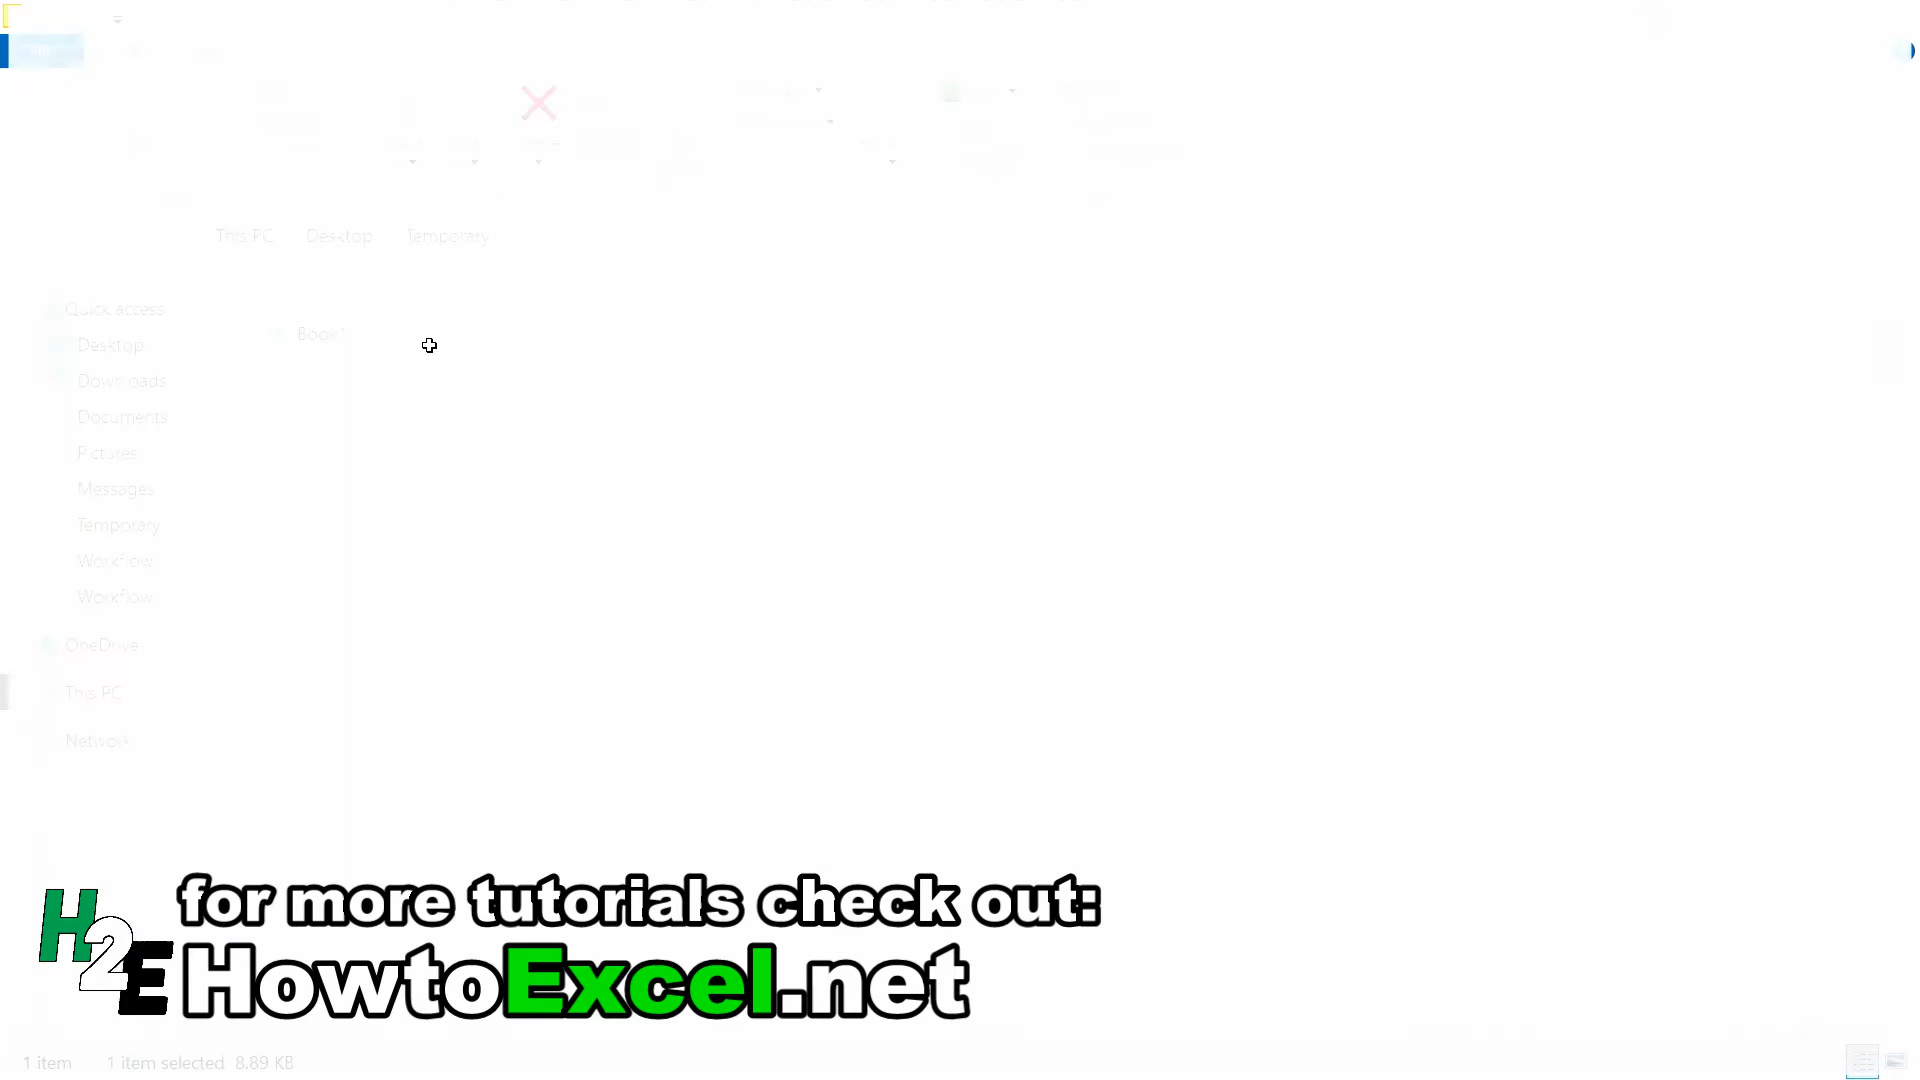 This PC Desktop Temporary
Quick access
Book1
Desktop
Downloads
Documents
Pictures
Messages
Temporary
Workflow
Workflow
OneDrive
This PC
Network
for more tutorials check out:
H2E HowtoExcel.net
1 item 1 item selected 8.89 KB